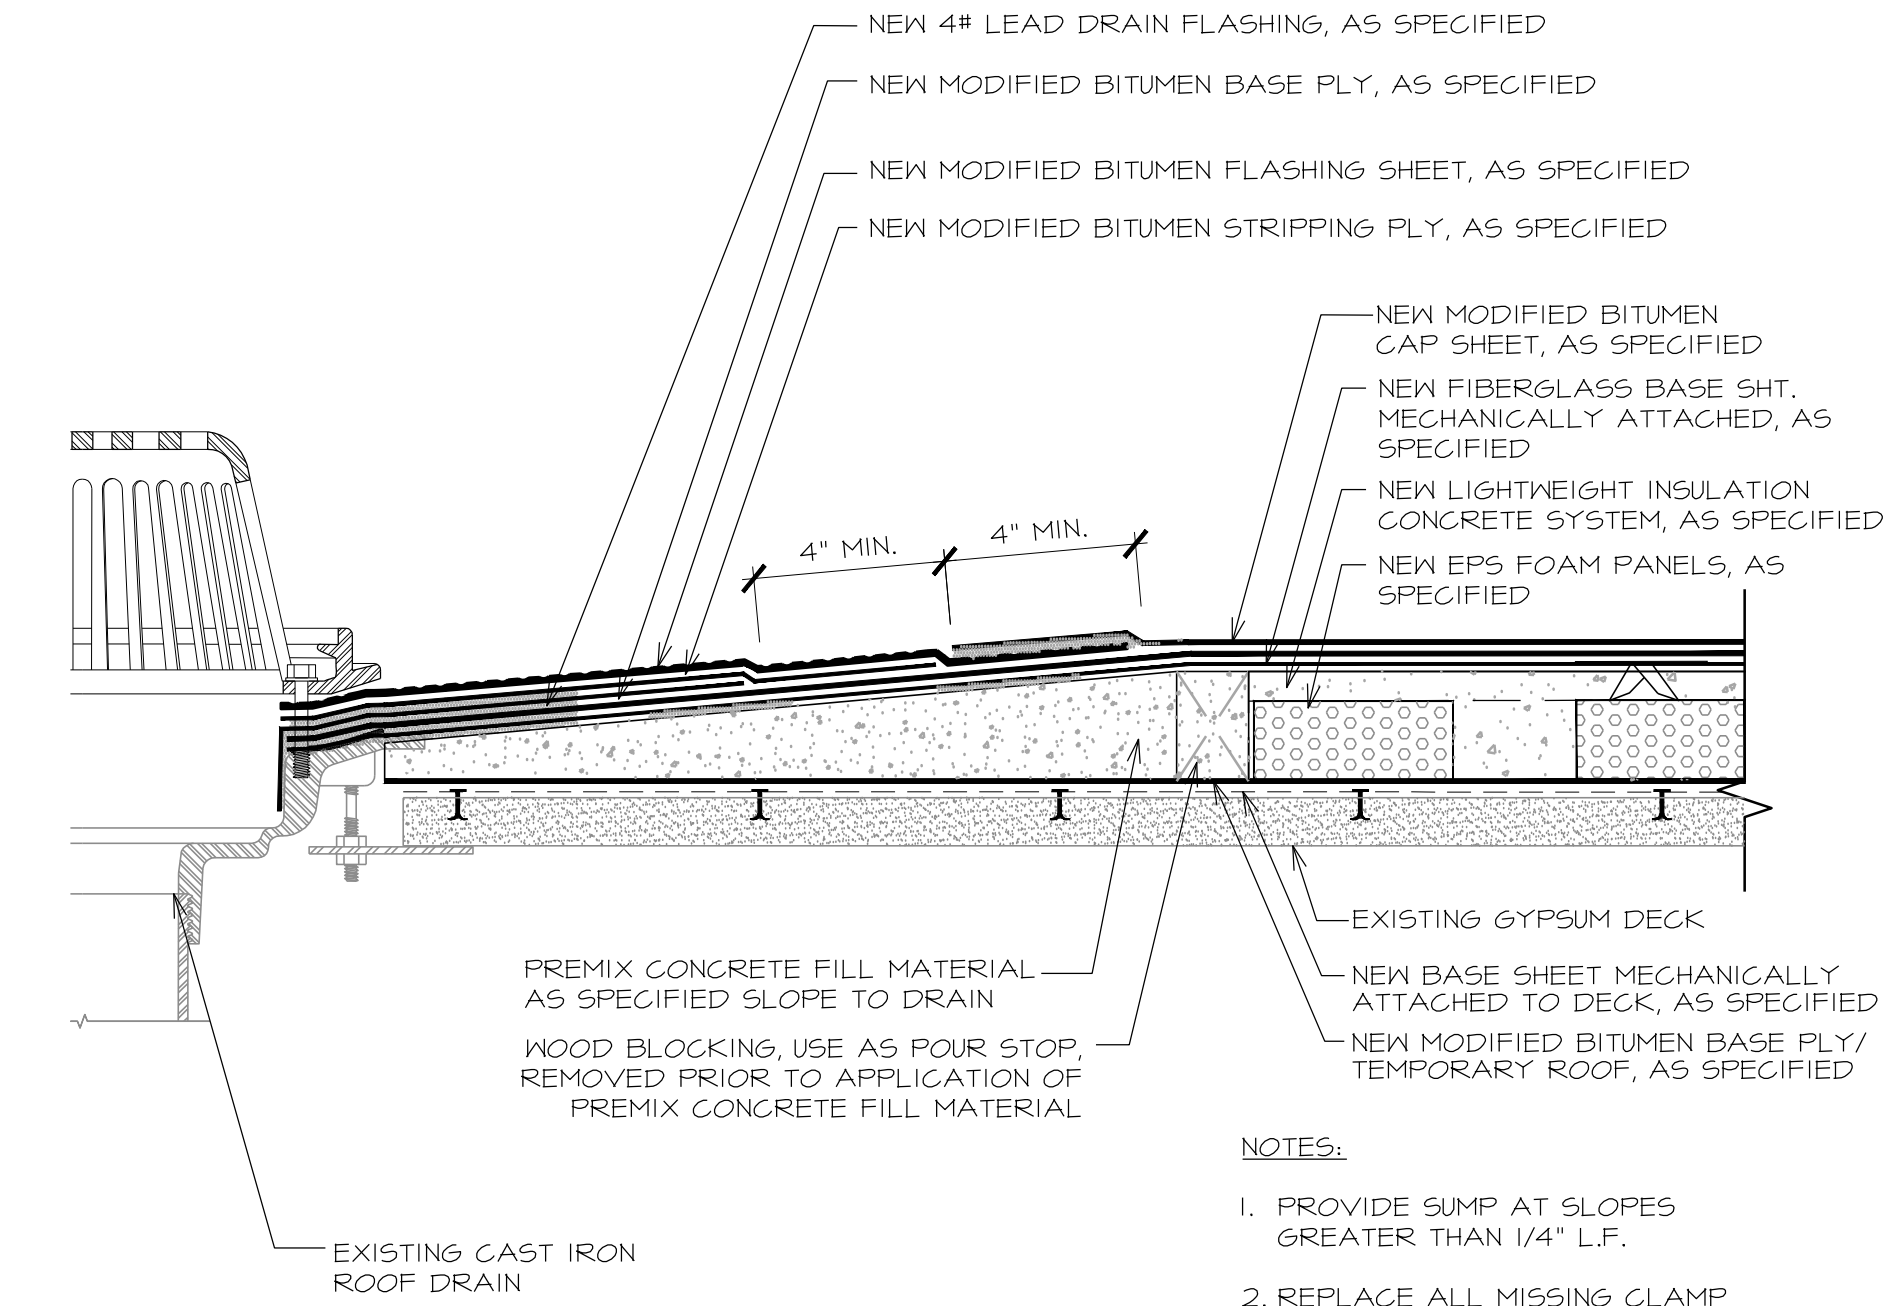 NEW 4# LEAD DRAIN FLASHING, AS SPECIFIED
NEW MODIFIED BITUMEN BASE PLY, AS SPECIFIED
NEW MODIFIED BITUMEN FLASHING SHEET, AS SPECIFIED
NEW MODIFIED BITUMEN STRIPPING PLY, AS SPECIFIED
NEW MODIFIED BITUMEN
CAP SHEET, AS SPECIFIED
NEW FIBERGLASS BASE SHT.
MECHANICALLY ATTACHED, AS
SPECIFIED
NEW LIGHTWEIGHT INSULATION
CONCRETE SYSTEM, AS SPECIFIED
NEW EPS FOAM PANELS, AS
SPECIFIED
4" MIN.
4" MIN.
EXISTING GYPSUM DECK
NEW BASE SHEET MECHANICALLY
ATTACHED TO DECK, AS SPECIFIED
NEW MODIFIED BITUMEN BASE PLY/
TEMPORARY ROOF, AS SPECIFIED
PREMIX CONCRETE FILL MATERIAL
AS SPECIFIED SLOPE TO DRAIN
WOOD BLOCKING, USE AS POUR STOP,
REMOVED PRIOR TO APPLICATION OF
PREMIX CONCRETE FILL MATERIAL
EXISTING CAST IRON
ROOF DRAIN
NOTES:
1. PROVIDE SUMP AT SLOPES
GREATER THAN 1/4" L.F.
2. REPLACE ALL MISSING CLAMP